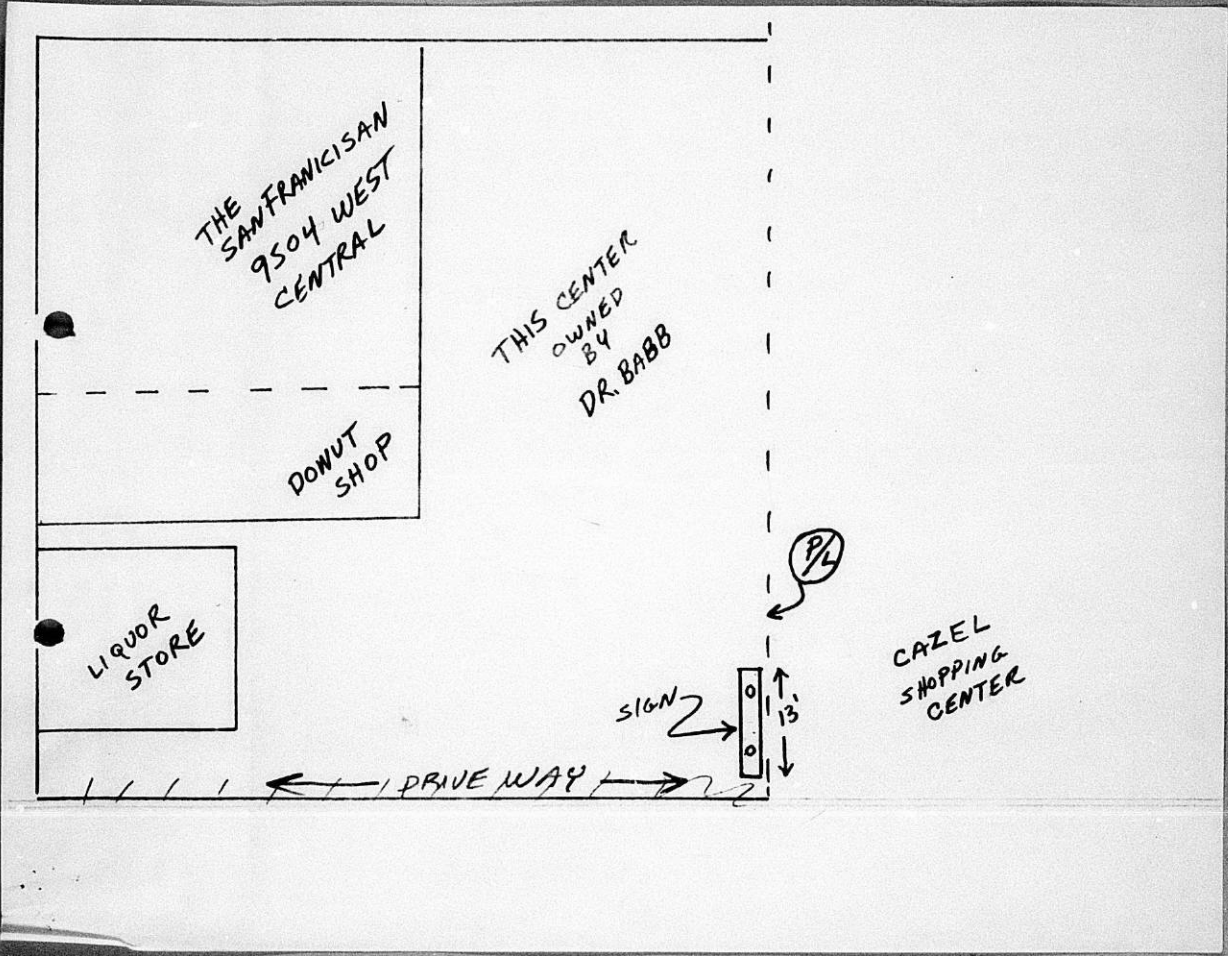 THE
SANFRANICISAN
9504 WEST
CENTRAL
DONUT
SHOP
LIQUOR
STORE
THIS CENTER
OWNED
BY
DR. BABB
P/L
SIGN
13'
CAZEL
SHOPPING
CENTER
DRIVE WAY